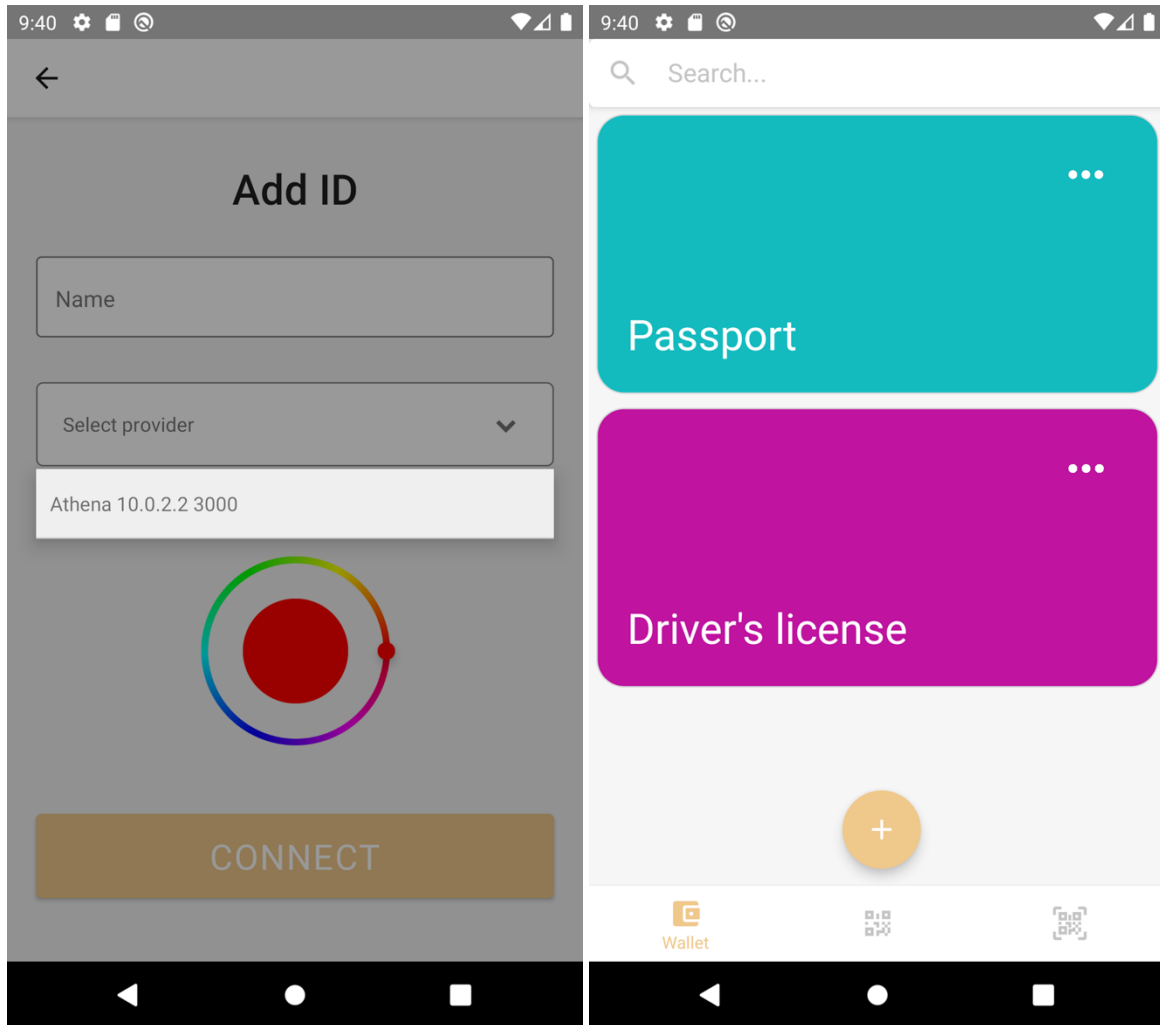 9:40
Add ID
Name
Select provider
Athena 10.0.2.2 3000
CONNECT
9:40
Search...
Passport
Driver's license
Wallet